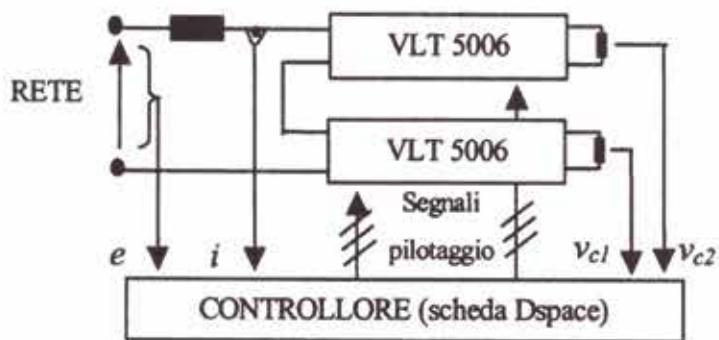 VLT 5006
RETE
VLT 5006
Segnali
pilotaggio
e
i
vc1
vc2
CONTROLLORE (scheda Dspace)